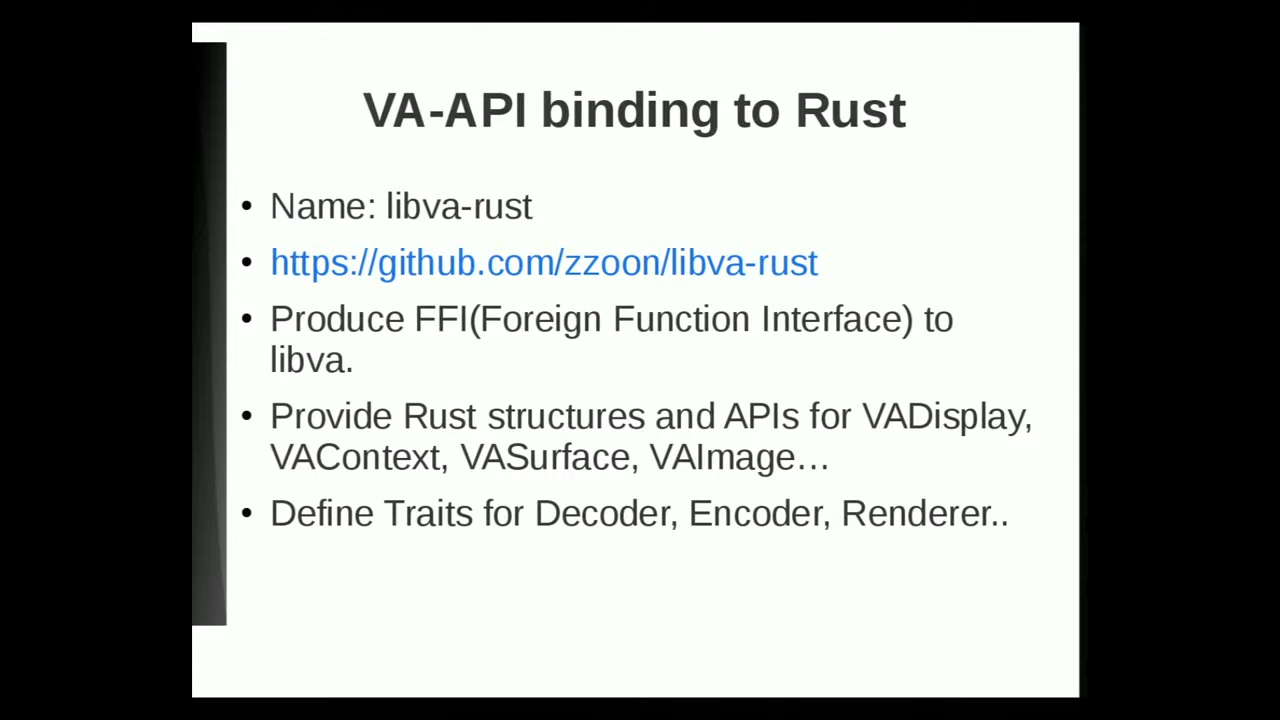 VA-API binding to Rust
• Name: libva-rust
• https://github.com/zzoon/libva-rust
• Produce FFI(Foreign Function Interface) to
libva.
• Provide Rust structures and APIs for VADisplay,
VAContext, VASurface, VAImage…
• Define Traits for Decoder, Encoder, Renderer..